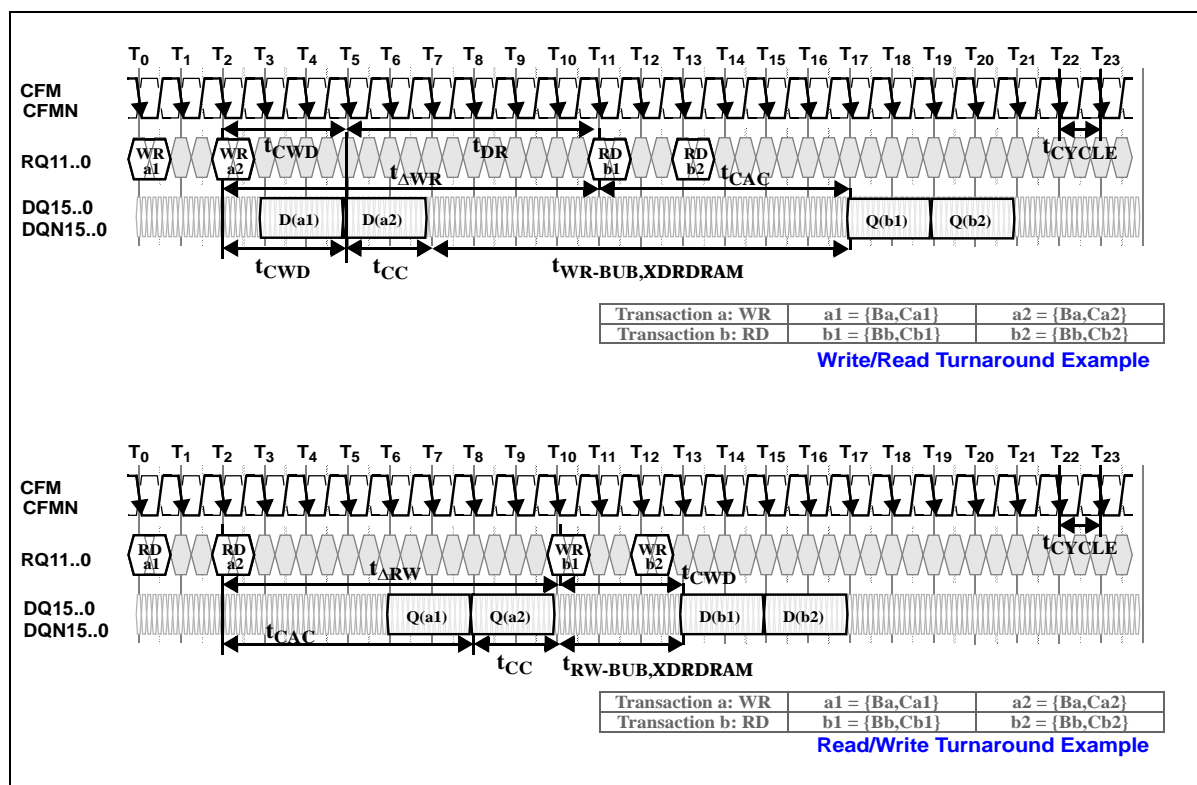 T0 T1 T2 T3 T4 T5 T6 T7 T8 T9 T10 T11 T12 T13 T14 T15 T16 T17 T18 T19 T20 T21 T22 T23
CFM
CFMN
tCWD tDR tCYCLE
RQ11..0 WR a1 WR a2 RD b1 RD b2
tΔWR tCAC
DQ15..0
DQN15..0
D(a1) D(a2) Q(b1) Q(b2)
tCWD tCC tWR-BUB,XDRDRAM
Transaction a: WR a1 = {Ba,Ca1} a2 = {Ba,Ca2}
Transaction b: RD b1 = {Bb,Cb1} b2 = {Bb,Cb2}
Write/Read Turnaround Example
T0 T1 T2 T3 T4 T5 T6 T7 T8 T9 T10 T11 T12 T13 T14 T15 T16 T17 T18 T19 T20 T21 T22 T23
CFM
CFMN
RQ11..0 RD a1 RD a2 WR b1 WR b2 tCYCLE
tΔRW tCWD
DQ15..0
DQN15..0
Q(a1) Q(a2) D(b1) D(b2)
tCAC tCC tRW-BUB,XDRDRAM
Transaction a: WR a1 = {Ba,Ca1} a2 = {Ba,Ca2}
Transaction b: RD b1 = {Bb,Cb1} b2 = {Bb,Cb2}
Read/Write Turnaround Example